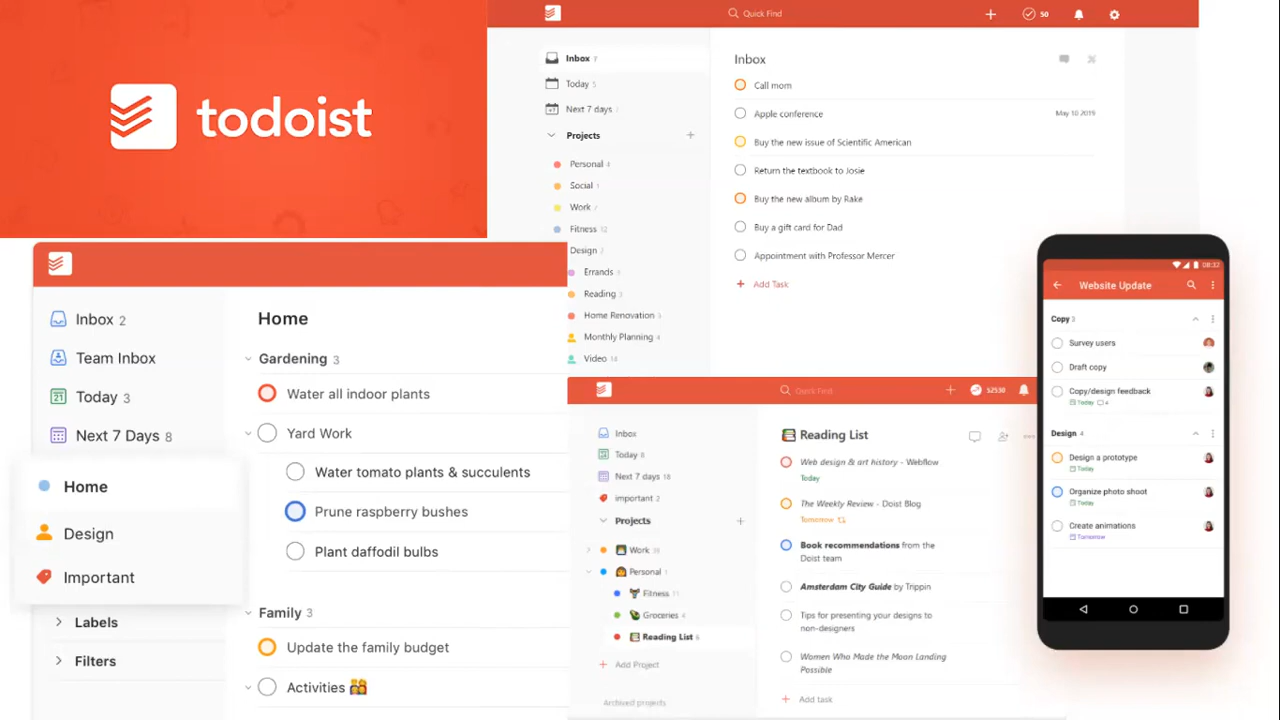 todoist
Quick Find
50
Inbox 7
Today 5
Next 7 days
Projects
Personal 4
Social 1
Work
Fitness 12
Design
Errands
Reading 3
Home Renovation
Monthly Planning 4
Video 14
Inbox
Call mom
Apple conference
May 10 2019
Buy the new issue of Scientific American
Return the textbook to Josie
Buy the new album by Rake
Buy a gift card for Dad
Appointment with Professor Mercer
+ Add Task
Inbox 2
Team Inbox
21
Today 3
Next 7 Days 8
Home
Design
Important
Labels
Filters
Home
Gardening 3
Water all indoor plants
Yard Work
Water tomato plants & succulents
Prune raspberry bushes
Plant daffodil bulbs
Family 3
Update the family budget
Activities
Quick Find
52530
Inbox
Today 8
Next 7 days 18
important 2
Projects
Work
Personal 1
Fitness 11
Groceries 4
Reading List 6
+ Add Project
Archived projects
Reading List
Web design & art history - Webflow
Today
The Weekly Review - Doist Blog
Tomorrow
Book recommendations from the
Doist team
Amsterdam City Guide by Trippin
Tips for presenting your designs to
non-designers
Women Who Made the Moon Landing
Possible
+ Add task
08:32
Website Update
Copy 3
Survey users
Draft copy
Copy/design feedback
Today 4
Design 4
Design a prototype
Today
Organize photo shoot
Today
Create animations
Tomorrow